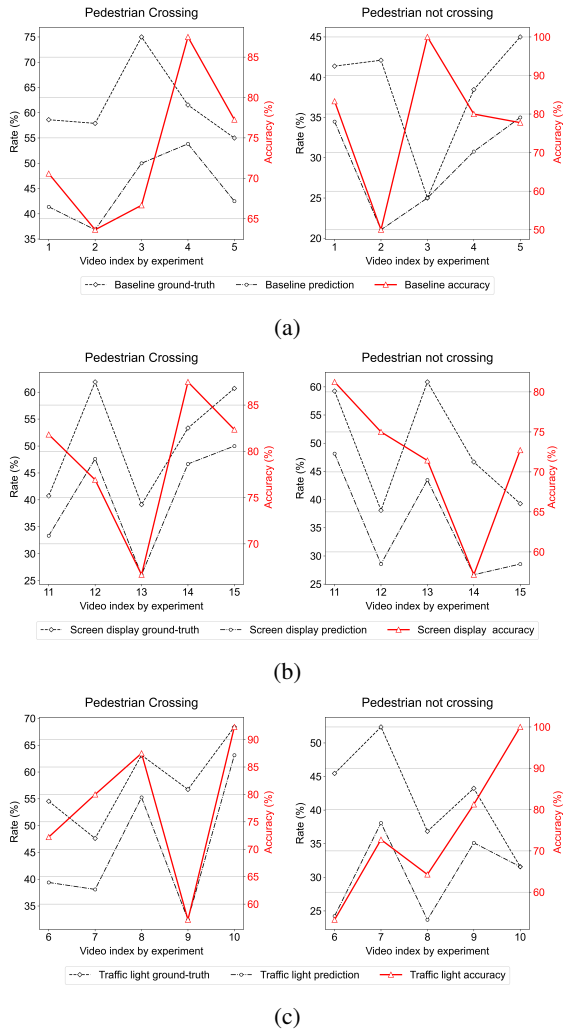 Pedestrian Crossing
Pedestrian not crossing
75
70
65
60
55
50
45
40
35
Rate (%)
85
80
75
70
65
Accuracy (%)
1 2 3 4 5
Video index by experiment
45
40
35
30
25
20
Rate (%)
100
90
80
70
60
50
Accuracy (%)
1 2 3 4 5
Video index by experiment
Baseline ground-truth Baseline prediction Baseline accuracy
(a)
Pedestrian Crossing
Pedestrian not crossing
60
55
50
45
40
35
30
25
Rate (%)
85
80
75
70
Accuracy (%)
11 12 13 14 15
Video index by experiment
60
55
50
45
40
35
30
25
Rate (%)
80
75
70
65
60
Accuracy (%)
11 12 13 14 15
Video index by experiment
Screen display ground-truth Screen display prediction Screen display accuracy
(b)
Pedestrian Crossing
Pedestrian not crossing
70
65
60
55
50
45
40
35
Rate (%)
90
85
80
75
70
65
60
Accuracy (%)
6 7 8 9 10
Video index by experiment
50
45
40
35
30
25
Rate (%)
100
90
80
70
60
Accuracy (%)
6 7 8 9 10
Video index by experiment
Traffic light ground-truth Traffic light prediction Traffic light accuracy
(c)